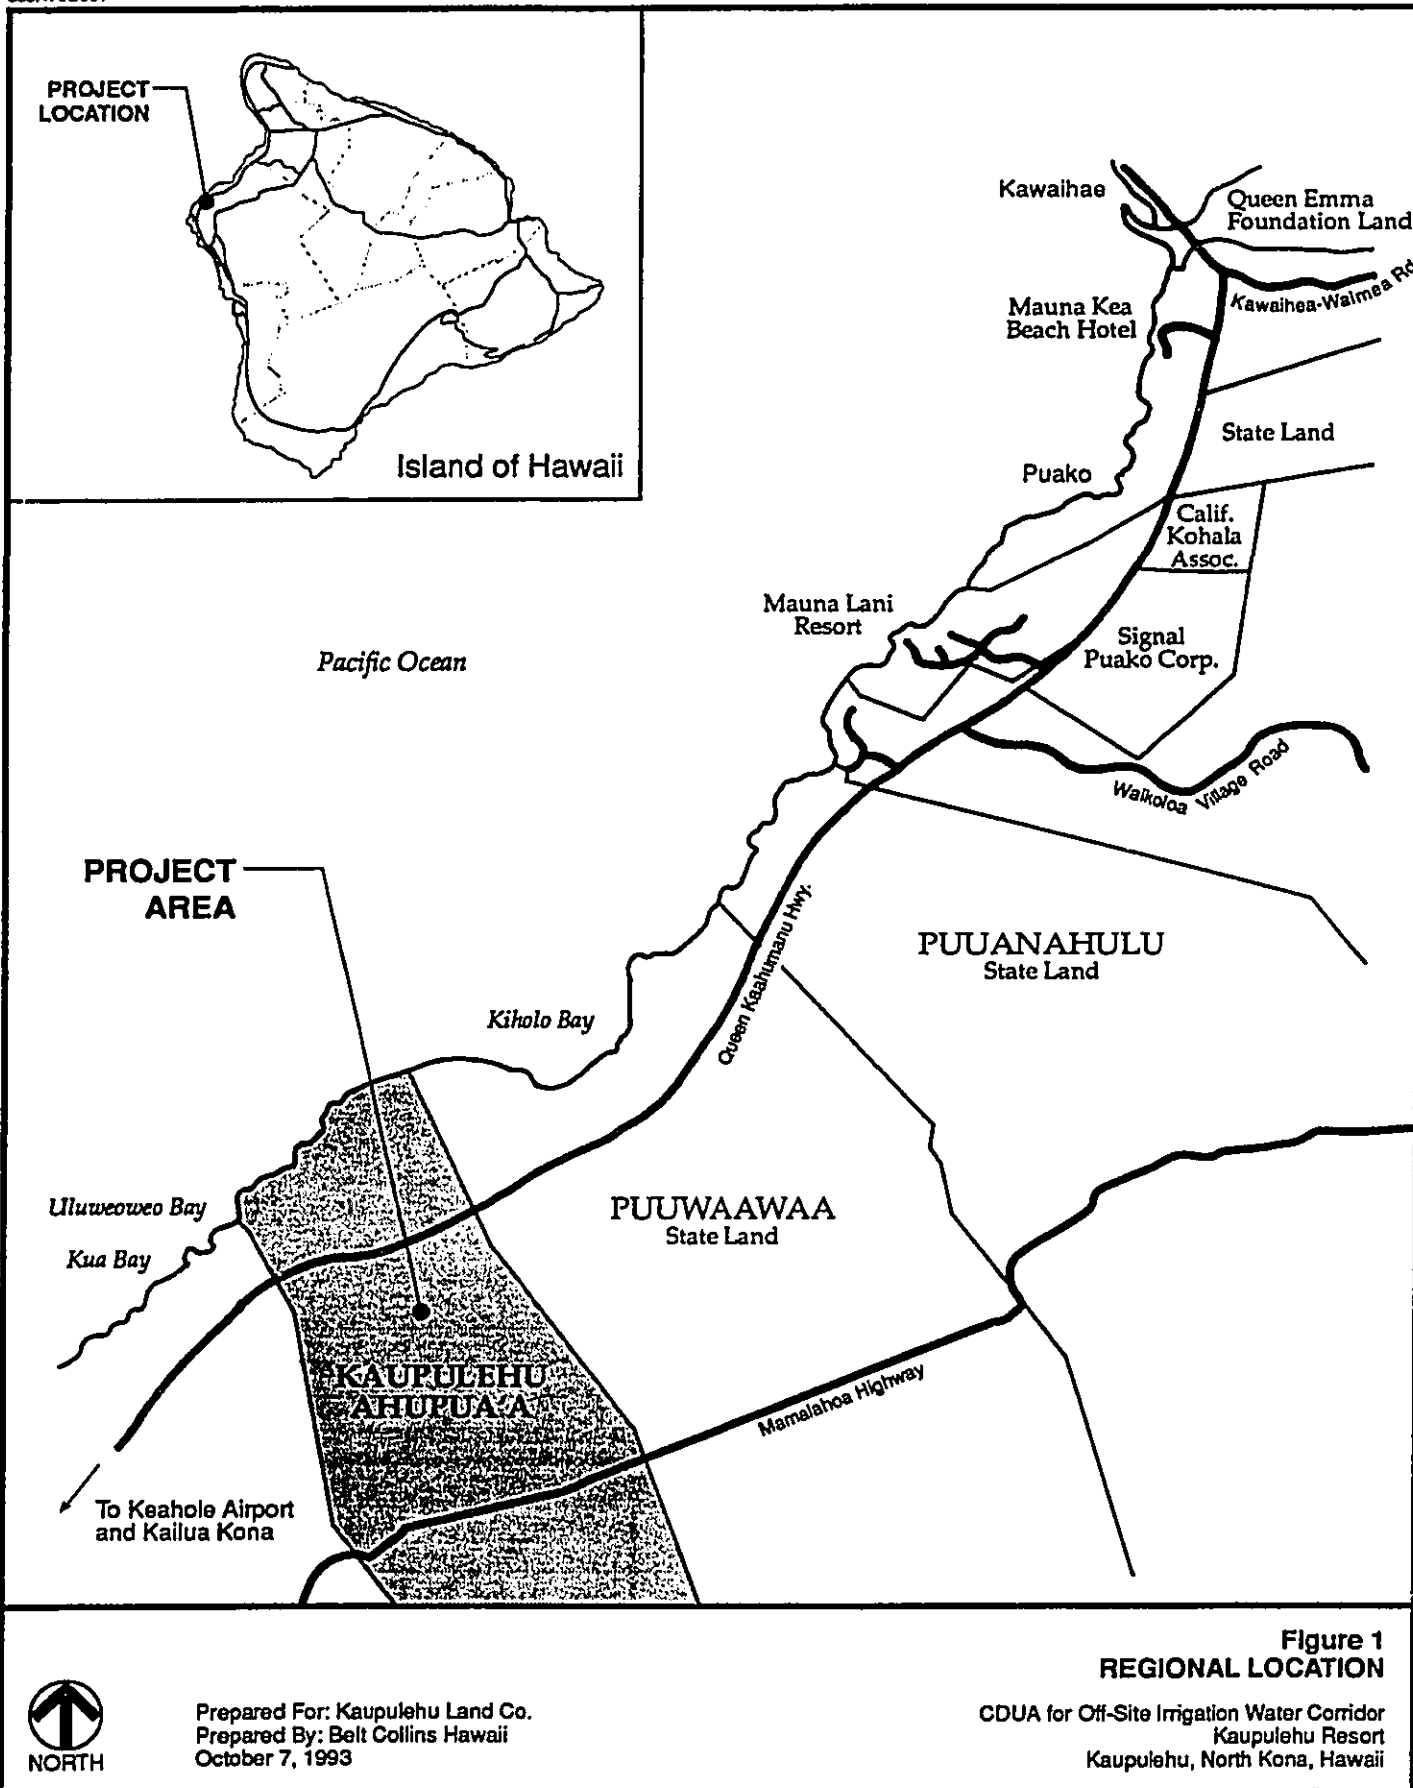 PROJECT
LOCATION
Island of Hawaii
Kawaihae
Queen Emma
Foundation Land
Kawaihea-Waimea Rd
Mauna Kea
Beach Hotel
State Land
Puako
Calif.
Kohala
Assoc.
Mauna Lani
Resort
Signal
Puako Corp.
Pacific Ocean
Waikoloa Village Road
PROJECT
AREA
Queen Kaahumanu Hwy.
PUUANAHULU
State Land
Kiholo Bay
Uluweoweo Bay
Kua Bay
PUUWAAWAA
State Land
KAUPULEHU
AHUPUA'A
Mamalahoa Highway
To Keahole Airport
and Kailua Kona
Figure 1
REGIONAL LOCATION
NORTH
Prepared For: Kaupulehu Land Co.
Prepared By: Belt Collins Hawaii
October 7, 1993
CDUA for Off-Site Irrigation Water Corridor
Kaupulehu Resort
Kaupulehu, North Kona, Hawaii